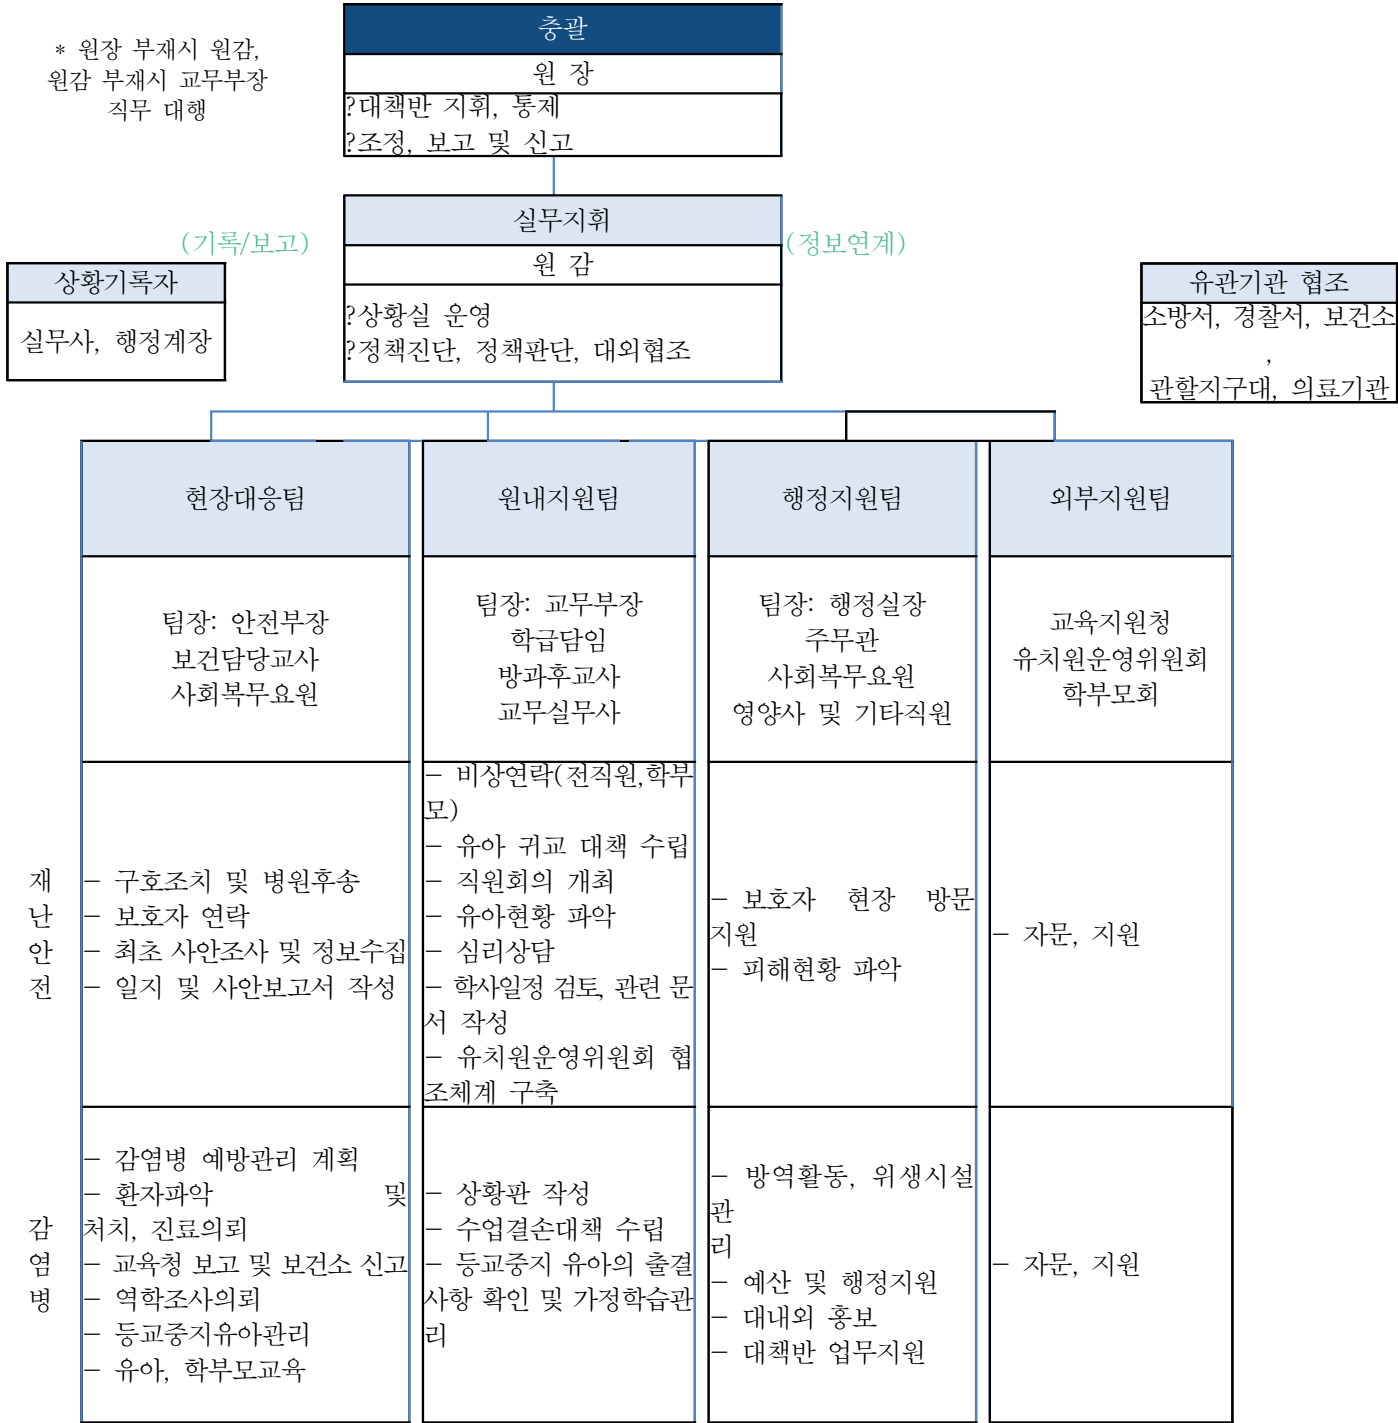 * 원장 부재시 원감,
원감 부재시 교무부장
직무 대행
총괄
원 장
?대책반 지휘, 통제
?조정, 보고 및 신고
실무지휘
원 감
?상황실 운영
?정책진단, 정책판단, 대외협조
(기록/보고)
(정보연계)
상황기록자
실무사, 행정계장
유관기관 협조
소방서, 경찰서, 보건소
,
관할지구대, 의료기관
현장대응팀
원내지원팀
행정지원팀
외부지원팀
팀장: 안전부장
보건담당교사
사회복무요원
팀장: 교무부장
학급담임
방과후교사
교무실무사
팀장: 행정실장
주무관
사회복무요원
영양사 및 기타직원
교육지원청
유치원운영위원회
학부모회
재
난
안
전
– 구호조치 및 병원후송
– 보호자 연락
– 최초 사안조사 및 정보수집
– 일지 및 사안보고서 작성
– 비상연락(전직원,학부
모)
– 유아 귀교 대책 수립
– 직원회의 개최
– 유아현황 파악
– 심리상담
– 학사일정 검토, 관련 문
서 작성
– 유치원운영위원회 협
조체계 구축
– 보호자 현장 방문
지원
– 피해현황 파악
– 자문, 지원
감
염
병
– 감염병 예방관리 계획
– 환자파악 및
처치, 진료의뢰
– 교육청 보고 및 보건소 신고
– 역학조사의뢰
– 등교중지유아관리
– 유아, 학부모교육
– 상황판 작성
– 수업결손대책 수립
– 등교중지 유아의 출결
사항 확인 및 가정학습관
리
– 방역활동, 위생시설
관
리
– 예산 및 행정지원
– 대내외 홍보
– 대책반 업무지원
– 자문, 지원